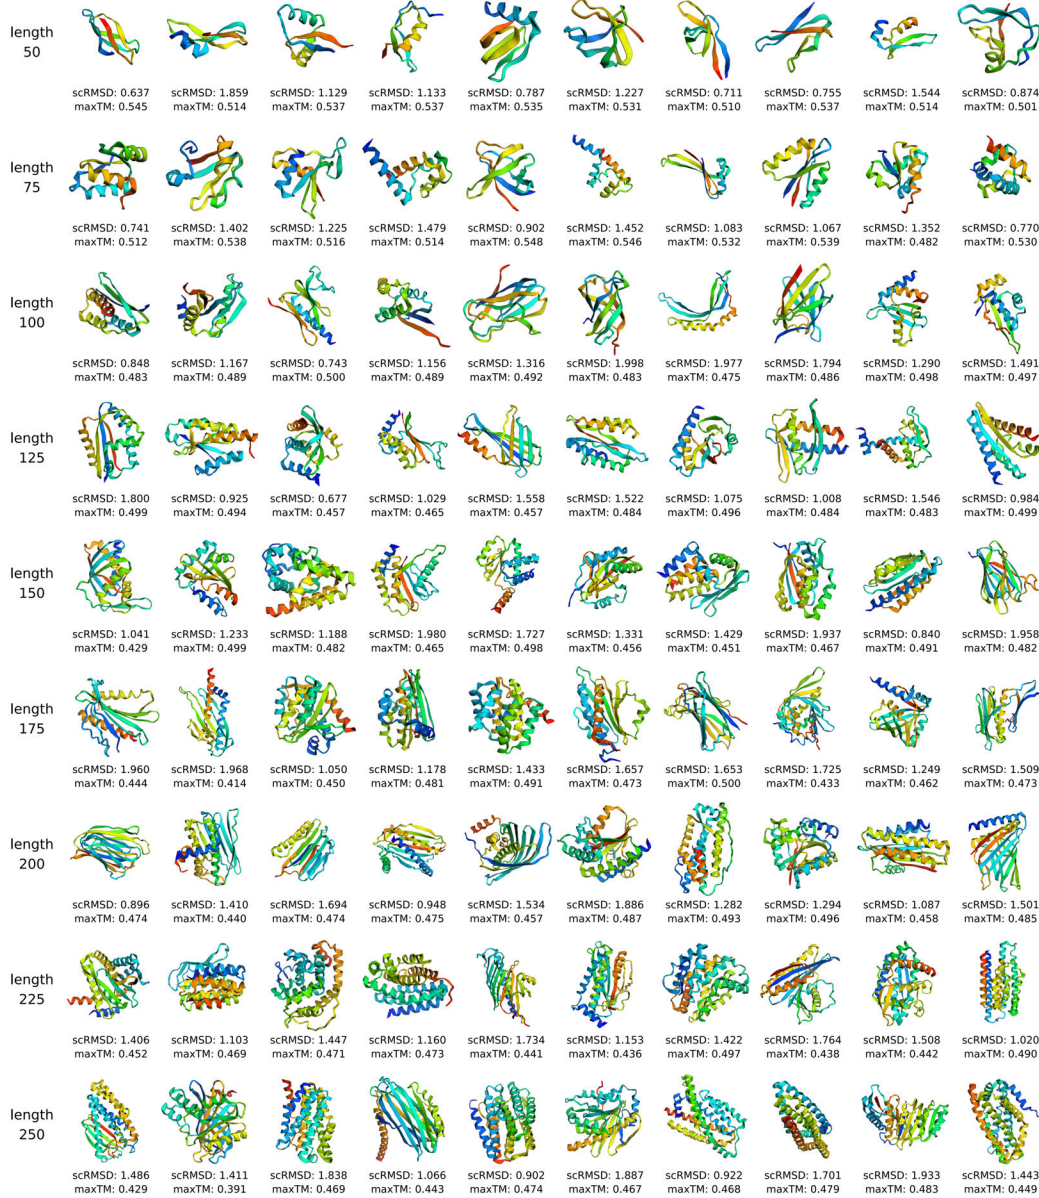 length
50
scRMSD: 0.637 scRMSD: 1.859 scRMSD: 1.129 scRMSD: 1.133 scRMSD: 0.787 scRMSD: 1.227 scRMSD: 0.711 scRMSD: 0.755 scRMSD: 1.544 scRMSD: 0.874
maxTM: 0.545 maxTM: 0.514 maxTM: 0.537 maxTM: 0.537 maxTM: 0.535 maxTM: 0.531 maxTM: 0.510 maxTM: 0.537 maxTM: 0.514 maxTM: 0.501
length
75
scRMSD: 0.741 scRMSD: 1.402 scRMSD: 1.225 scRMSD: 1.479 scRMSD: 0.902 scRMSD: 1.452 scRMSD: 1.083 scRMSD: 1.067 scRMSD: 1.352 scRMSD: 0.770
maxTM: 0.512 maxTM: 0.538 maxTM: 0.516 maxTM: 0.514 maxTM: 0.548 maxTM: 0.546 maxTM: 0.532 maxTM: 0.539 maxTM: 0.482 maxTM: 0.530
length
100
scRMSD: 0.848 scRMSD: 1.167 scRMSD: 0.743 scRMSD: 1.156 scRMSD: 1.316 scRMSD: 1.998 scRMSD: 1.977 scRMSD: 1.794 scRMSD: 1.290 scRMSD: 1.491
maxTM: 0.483 maxTM: 0.489 maxTM: 0.500 maxTM: 0.489 maxTM: 0.492 maxTM: 0.483 maxTM: 0.475 maxTM: 0.486 maxTM: 0.498 maxTM: 0.497
length
125
scRMSD: 1.800 scRMSD: 0.925 scRMSD: 0.677 scRMSD: 1.029 scRMSD: 1.558 scRMSD: 1.522 scRMSD: 1.075 scRMSD: 1.008 scRMSD: 1.546 scRMSD: 0.984
maxTM: 0.499 maxTM: 0.494 maxTM: 0.457 maxTM: 0.465 maxTM: 0.457 maxTM: 0.484 maxTM: 0.496 maxTM: 0.484 maxTM: 0.483 maxTM: 0.499
length
150
scRMSD: 1.041 scRMSD: 1.233 scRMSD: 1.188 scRMSD: 1.980 scRMSD: 1.727 scRMSD: 1.331 scRMSD: 1.429 scRMSD: 1.937 scRMSD: 0.840 scRMSD: 1.958
maxTM: 0.429 maxTM: 0.499 maxTM: 0.482 maxTM: 0.465 maxTM: 0.498 maxTM: 0.456 maxTM: 0.451 maxTM: 0.467 maxTM: 0.491 maxTM: 0.482
length
175
scRMSD: 1.960 scRMSD: 1.968 scRMSD: 1.050 scRMSD: 1.178 scRMSD: 1.433 scRMSD: 1.657 scRMSD: 1.653 scRMSD: 1.725 scRMSD: 1.249 scRMSD: 1.509
maxTM: 0.444 maxTM: 0.414 maxTM: 0.450 maxTM: 0.481 maxTM: 0.491 maxTM: 0.473 maxTM: 0.500 maxTM: 0.433 maxTM: 0.462 maxTM: 0.473
length
200
scRMSD: 0.896 scRMSD: 1.410 scRMSD: 1.694 scRMSD: 0.948 scRMSD: 1.534 scRMSD: 1.886 scRMSD: 1.282 scRMSD: 1.294 scRMSD: 1.087 scRMSD: 1.501
maxTM: 0.474 maxTM: 0.440 maxTM: 0.474 maxTM: 0.475 maxTM: 0.457 maxTM: 0.487 maxTM: 0.493 maxTM: 0.496 maxTM: 0.458 maxTM: 0.485
length
225
scRMSD: 1.406 scRMSD: 1.103 scRMSD: 1.447 scRMSD: 1.160 scRMSD: 1.734 scRMSD: 1.153 scRMSD: 1.422 scRMSD: 1.764 scRMSD: 1.508 scRMSD: 1.020
maxTM: 0.452 maxTM: 0.469 maxTM: 0.471 maxTM: 0.473 maxTM: 0.441 maxTM: 0.436 maxTM: 0.497 maxTM: 0.438 maxTM: 0.442 maxTM: 0.490
length
250
scRMSD: 1.486 scRMSD: 1.411 scRMSD: 1.838 scRMSD: 1.066 scRMSD: 0.902 scRMSD: 1.887 scRMSD: 0.922 scRMSD: 1.701 scRMSD: 1.933 scRMSD: 1.443
maxTM: 0.429 maxTM: 0.391 maxTM: 0.469 maxTM: 0.443 maxTM: 0.474 maxTM: 0.467 maxTM: 0.468 maxTM: 0.479 maxTM: 0.483 maxTM: 0.449